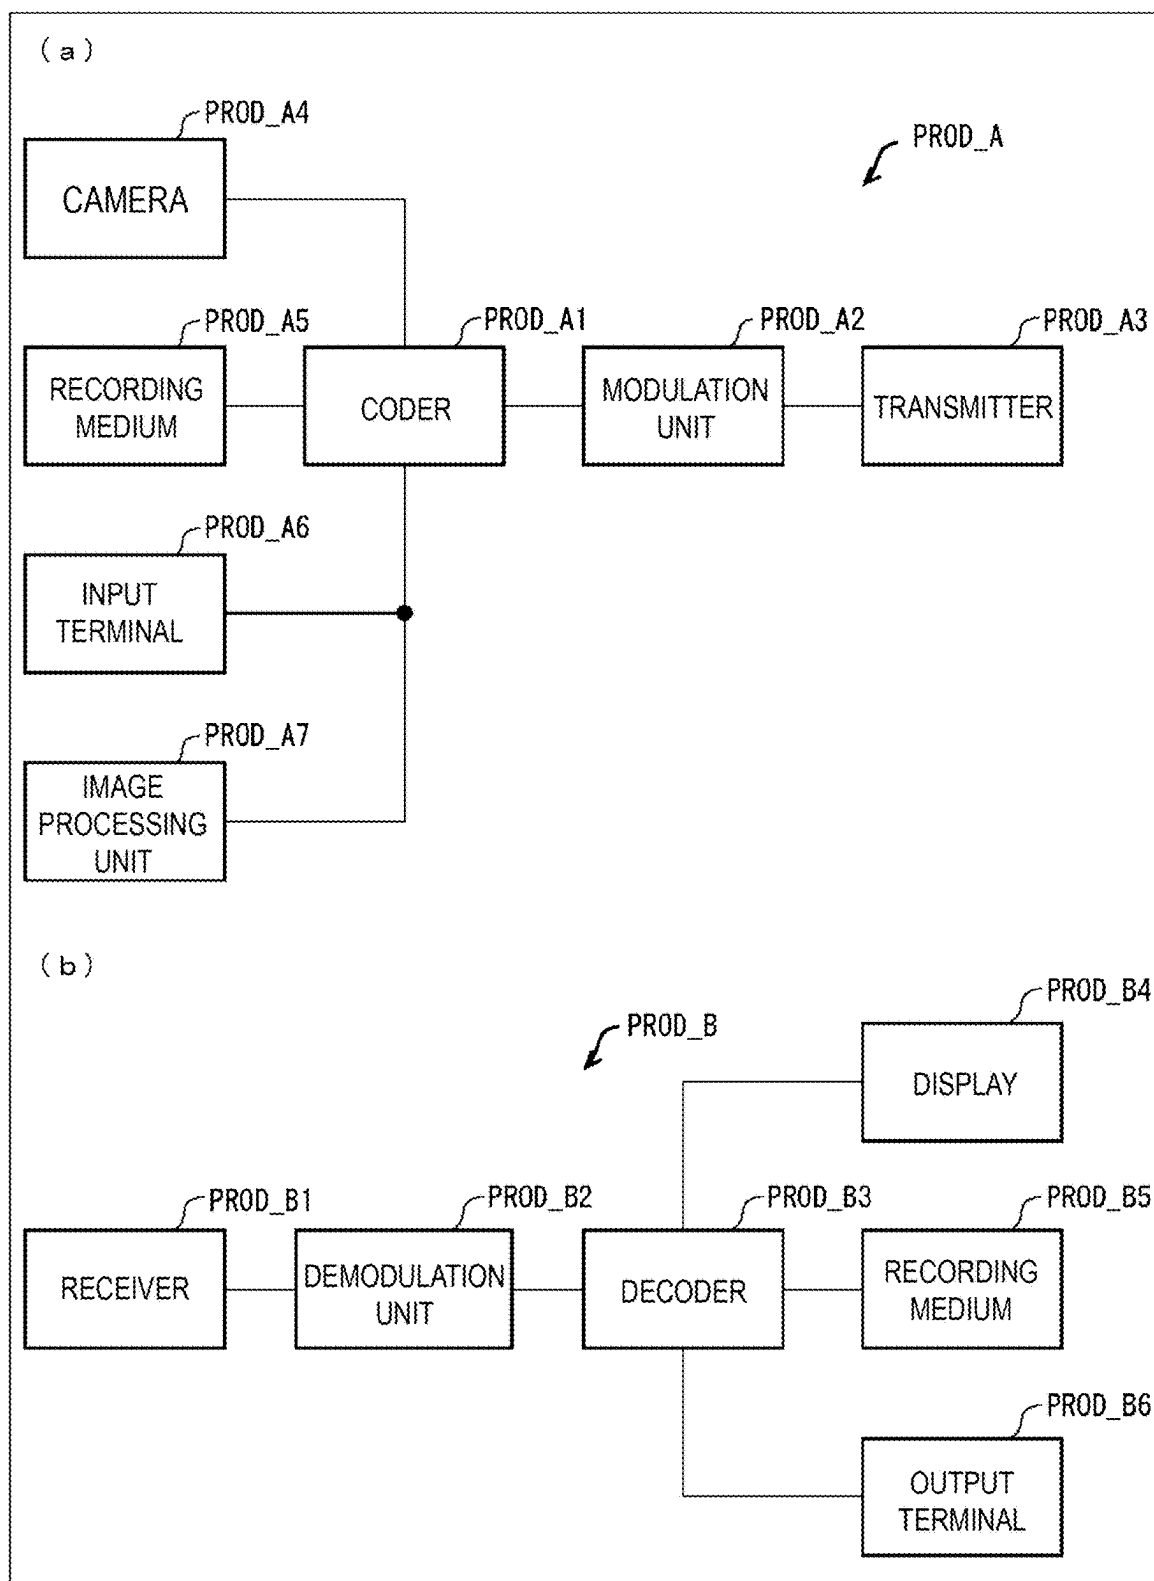 (a)
PROD_A4
PROD_A
CAMERA
PROD_A5
PROD_A1
PROD_A2
PROD_A3
RECORDING
MEDIUM
CODER
MODULATION
UNIT
TRANSMITTER
PROD_A6
INPUT
TERMINAL
PROD_A7
IMAGE
PROCESSING
UNIT
(b)
PROD_B4
PROD_B
DISPLAY
PROD_B1
PROD_B2
PROD_B3
PROD_B5
RECEIVER
DEMODULATION
UNIT
DECODER
RECORDING
MEDIUM
PROD_B6
OUTPUT
TERMINAL